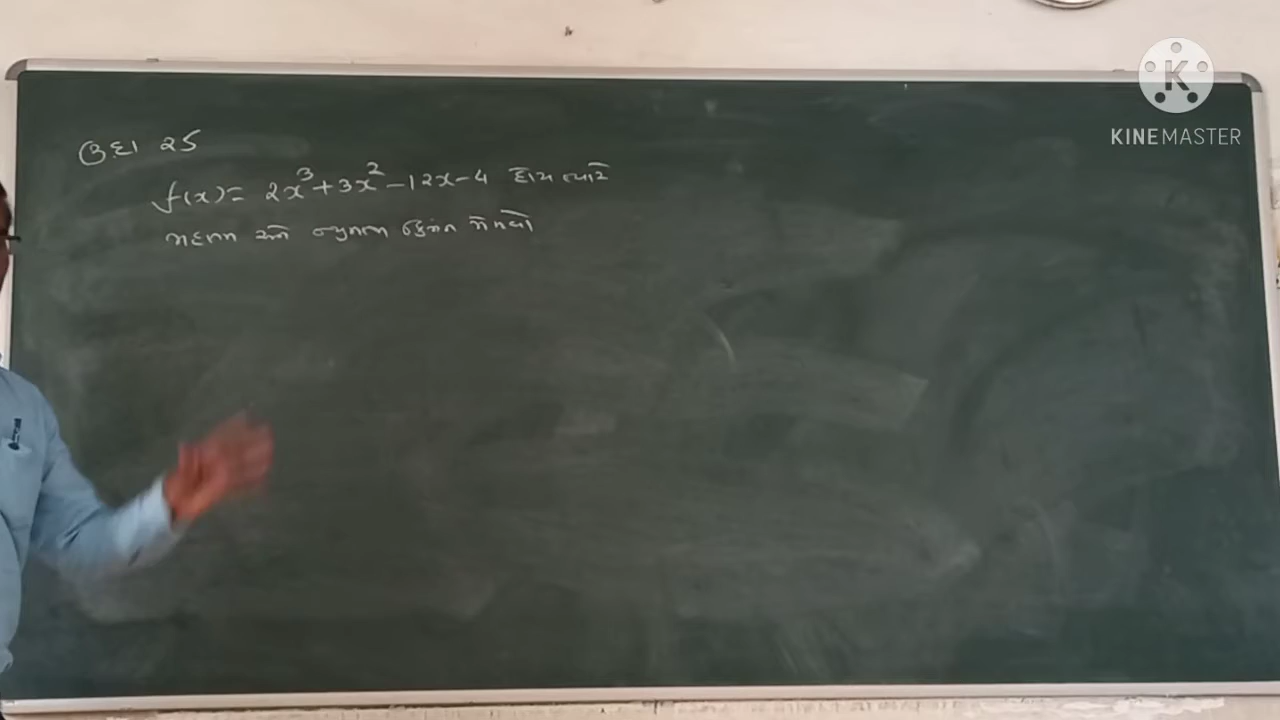 ઉદા 25
f(x) = 2x³+3x²-12x-4 હોય ત્યારે
મહત્તમ અને ન્યુનતમ કિંમત મેળવો
KINEMASTER